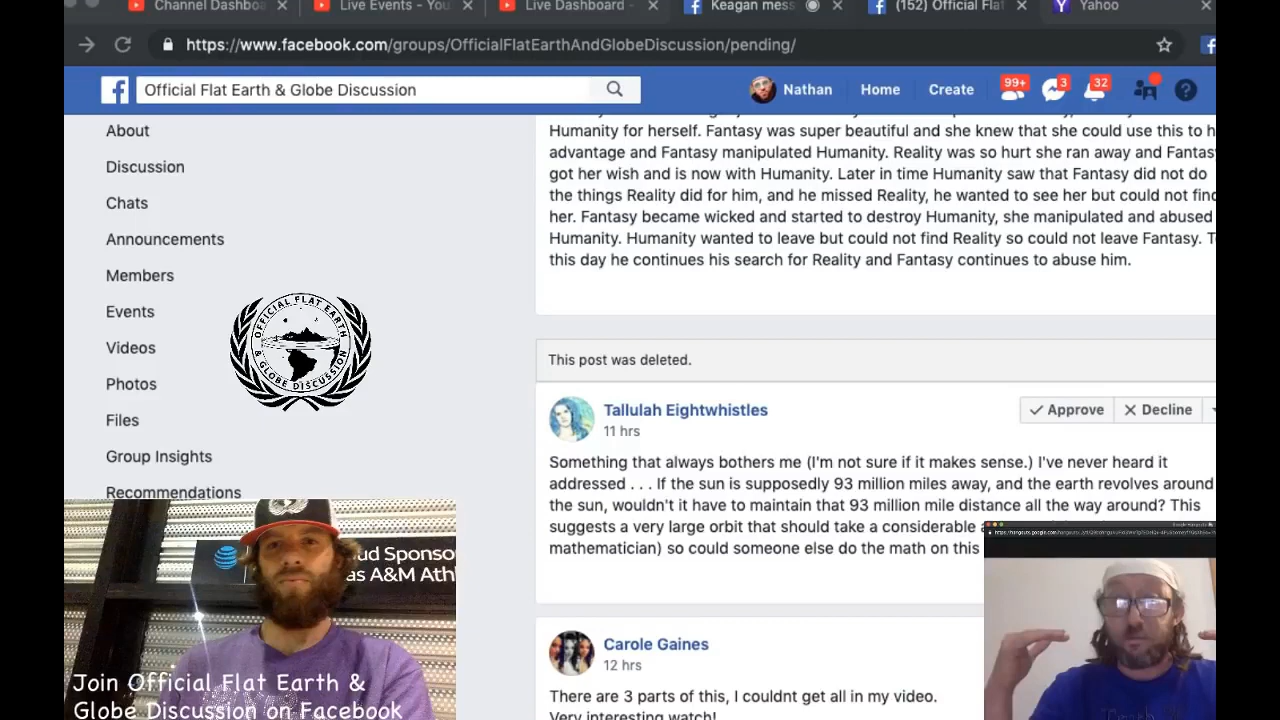 Channel Dashboa
Live Events - You
Live Dashboard -
Keagan mess
(152) Official Flat
Yahoo
https://www.facebook.com/groups/OfficialFlatEarthAndGlobeDiscussion/pending/
Official Flat Earth & Globe Discussion
Nathan
Home
Create
99+
3
32
About
Discussion
Chats
Announcements
Members
Events
Videos
Photos
Files
Group Insights
Recommendations
Humanity for herself. Fantasy was super beautiful and she knew that she could use this to h
advantage and Fantasy manipulated Humanity. Reality was so hurt she ran away and Fantas
got her wish and is now with Humanity. Later in time Humanity saw that Fantasy did not do
the things Reality did for him, and he missed Reality, he wanted to see her but could not find
her. Fantasy became wicked and started to destroy Humanity, she manipulated and abused
Humanity. Humanity wanted to leave but could not find Reality so could not leave Fantasy. T
this day he continues his search for Reality and Fantasy continues to abuse him.
OFFICIAL FLAT EARTH
& GLOBE DISCUSSION
This post was deleted.
Tallulah Eightwhistles
11 hrs
Approve
Decline
Something that always bothers me (I'm not sure if it makes sense.) I've never heard it
addressed . . . If the sun is supposedly 93 million miles away, and the earth revolves around
the sun, wouldn't it have to maintain that 93 million mile distance all the way around? This
suggests a very large orbit that should take a considerable
mathematician) so could someone else do the math on this
Carole Gaines
12 hrs
There are 3 parts of this, I couldnt get all in my video.
Very interesting watch!
AT&T
ud Sponso
as A&M Athl
Join Official Flat Earth &
Globe Discussion on Facebook